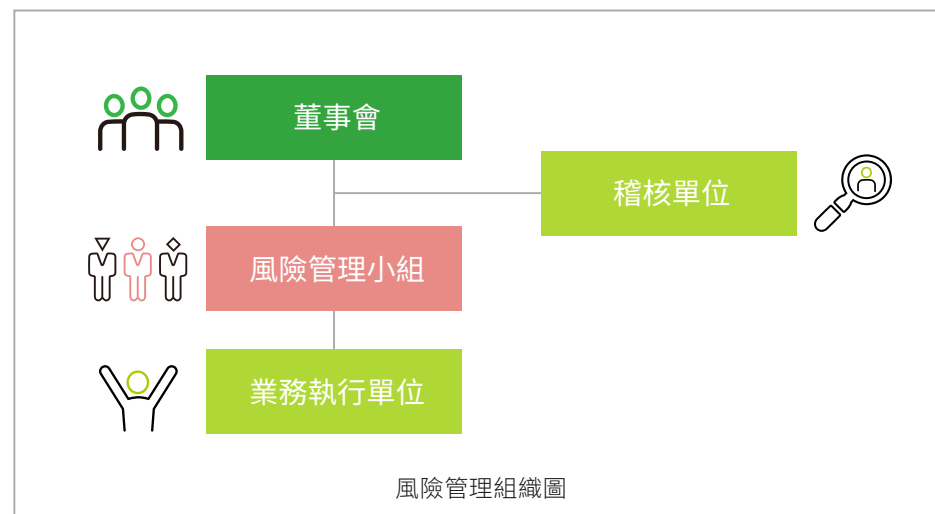 董事會
稽核單位
風險管理小組
業務執行單位
風險管理組織圖